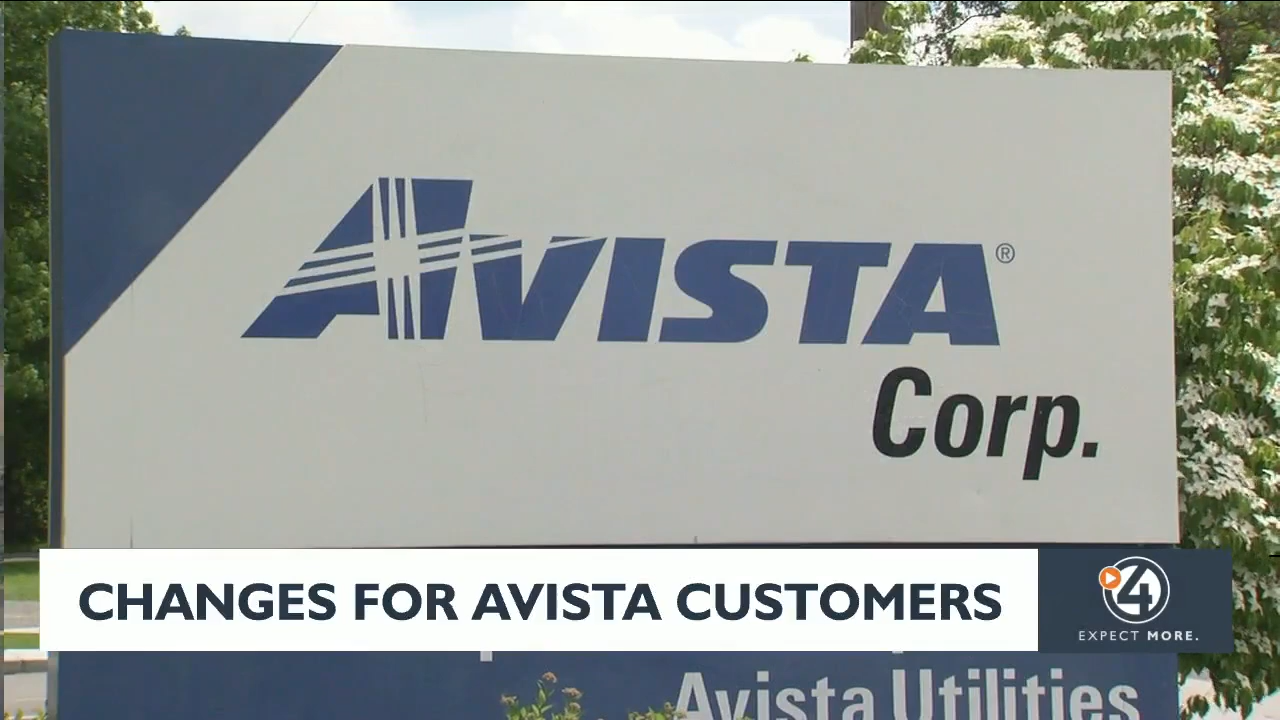 AVISTA®
Corp.
CHANGES FOR AVISTA CUSTOMERS
4
EXPECT MORE.
Avista Utilities